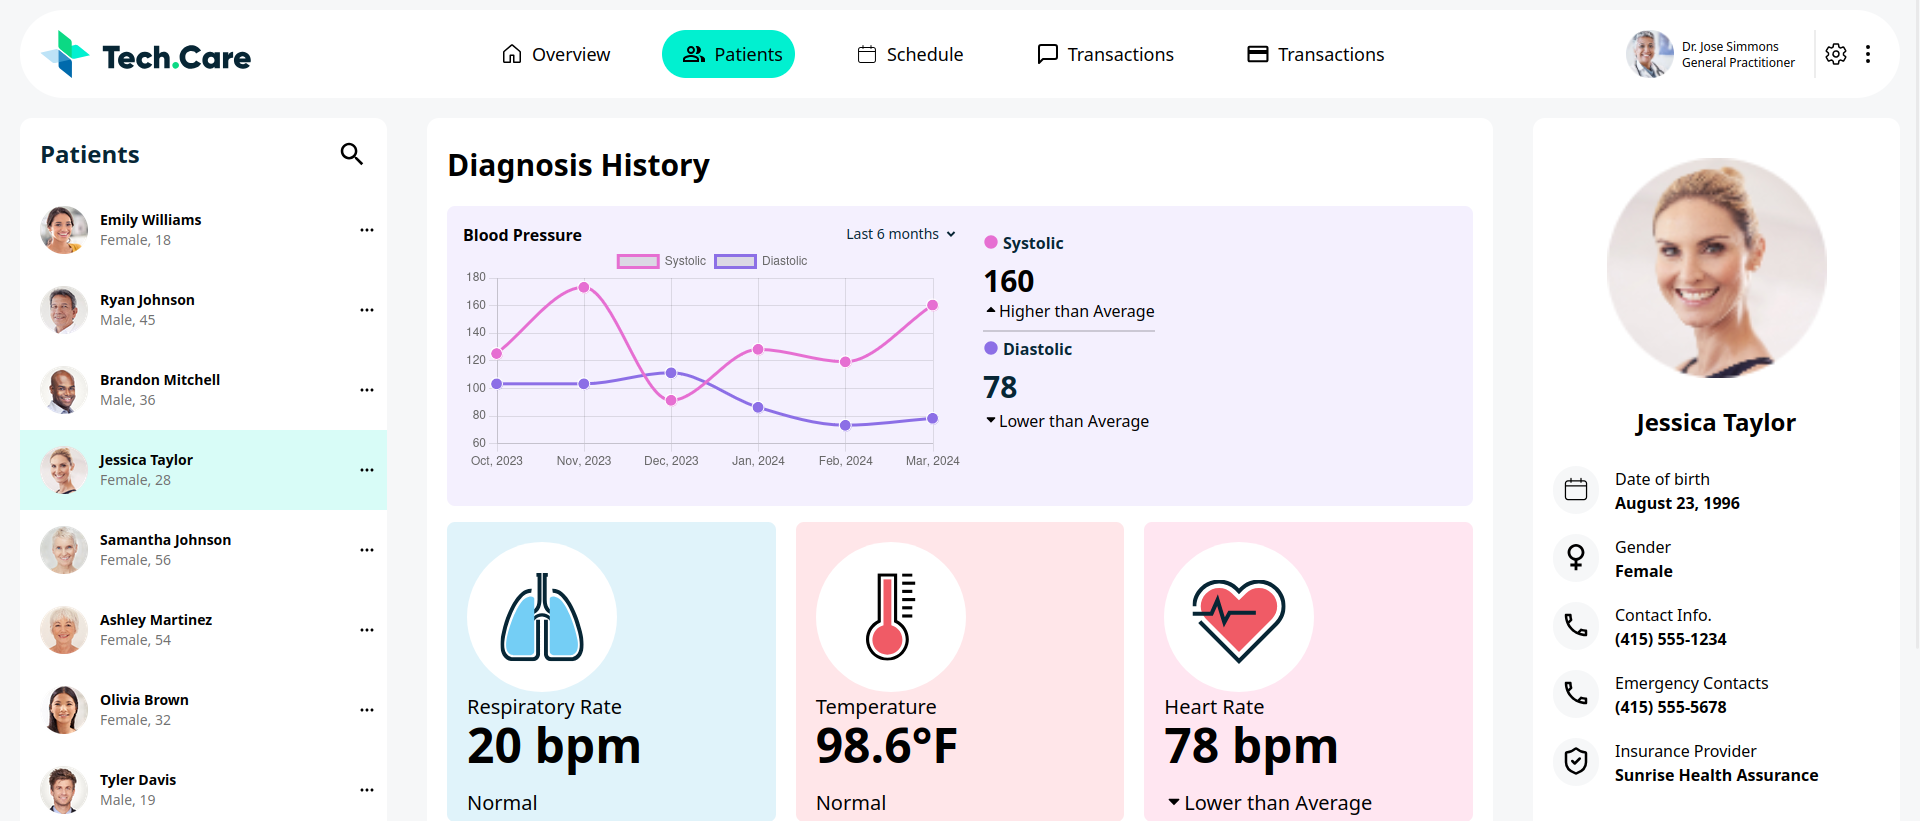 Tech.Care
Overview
Patients
Schedule
Transactions
Transactions
Dr. Jose Simmons
General Practitioner
Patients
Emily Williams
Female, 18
Ryan Johnson
Male, 45
Brandon Mitchell
Male, 36
Jessica Taylor
Female, 28
Samantha Johnson
Female, 56
Ashley Martinez
Female, 54
Olivia Brown
Female, 32
Tyler Davis
Male, 19
Diagnosis History
Blood Pressure
Last 6 months
Systolic
Diastolic
180
160
140
120
100
80
60
Oct, 2023
Nov, 2023
Dec, 2023
Jan, 2024
Feb, 2024
Mar, 2024
Systolic
160
Higher than Average
Diastolic
78
Lower than Average
Respiratory Rate
20 bpm
Normal
Temperature
98.6°F
Normal
Heart Rate
78 bpm
Lower than Average
Jessica Taylor
Date of birth
August 23, 1996
Gender
Female
Contact Info.
(415) 555-1234
Emergency Contacts
(415) 555-5678
Insurance Provider
Sunrise Health Assurance